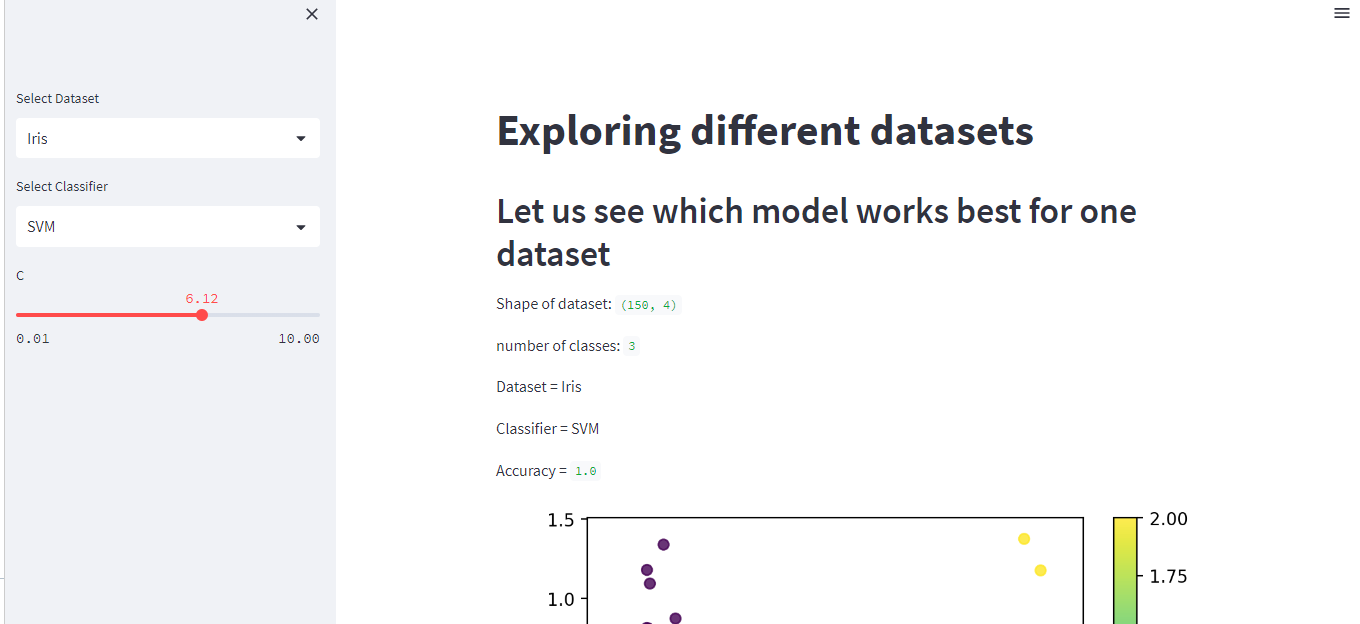 Select Dataset
Iris
Select Classifier
SVM
C
6.12
0.01 10.00
Exploring different datasets
Let us see which model works best for one
dataset
Shape of dataset: (150, 4)
number of classes: 3
Dataset = Iris
Classifier = SVM
Accuracy = 1.0
1.5
1.0
2.00
1.75